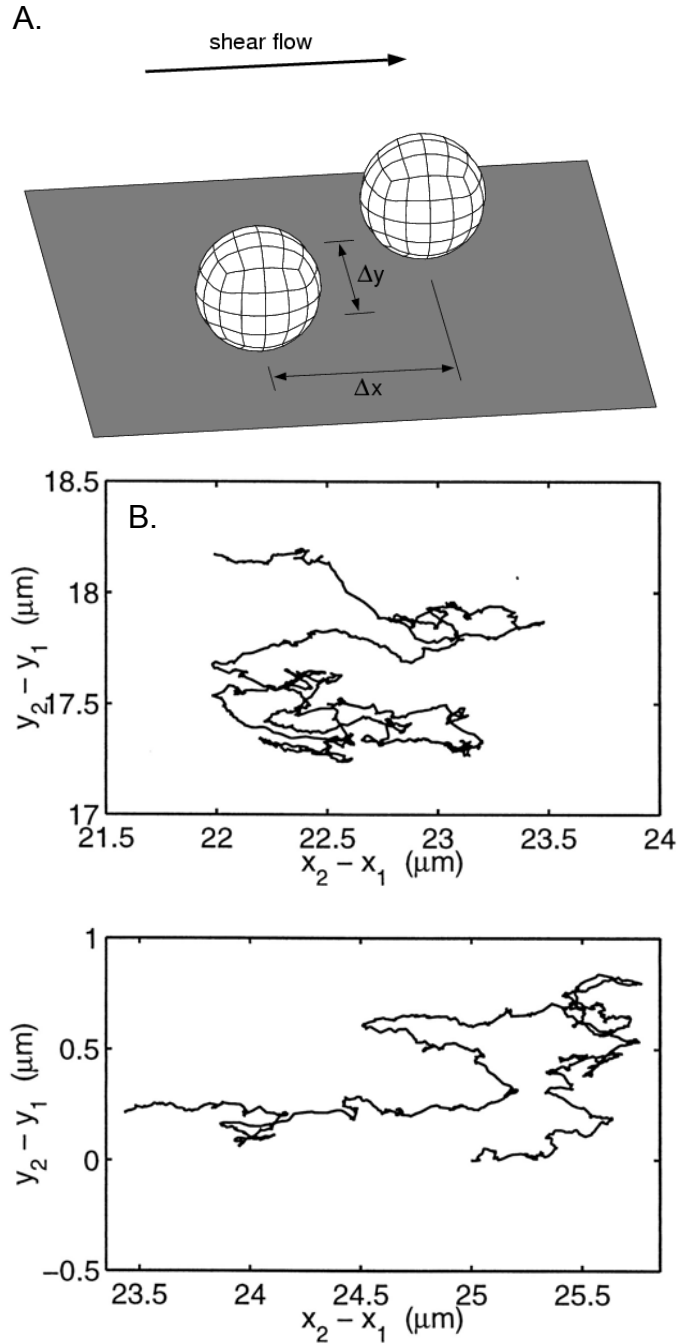 A.
shear flow
Δy
Δx
B.
18.5
18
17.5
17
y₂ – y₁ (μm)
21.5 22 22.5 23 23.5 24
x₂ – x₁ (μm)
1
0.5
0
−0.5
y₂ – y₁ (μm)
23.5 24 24.5 25 25.5
x₂ – x₁ (μm)